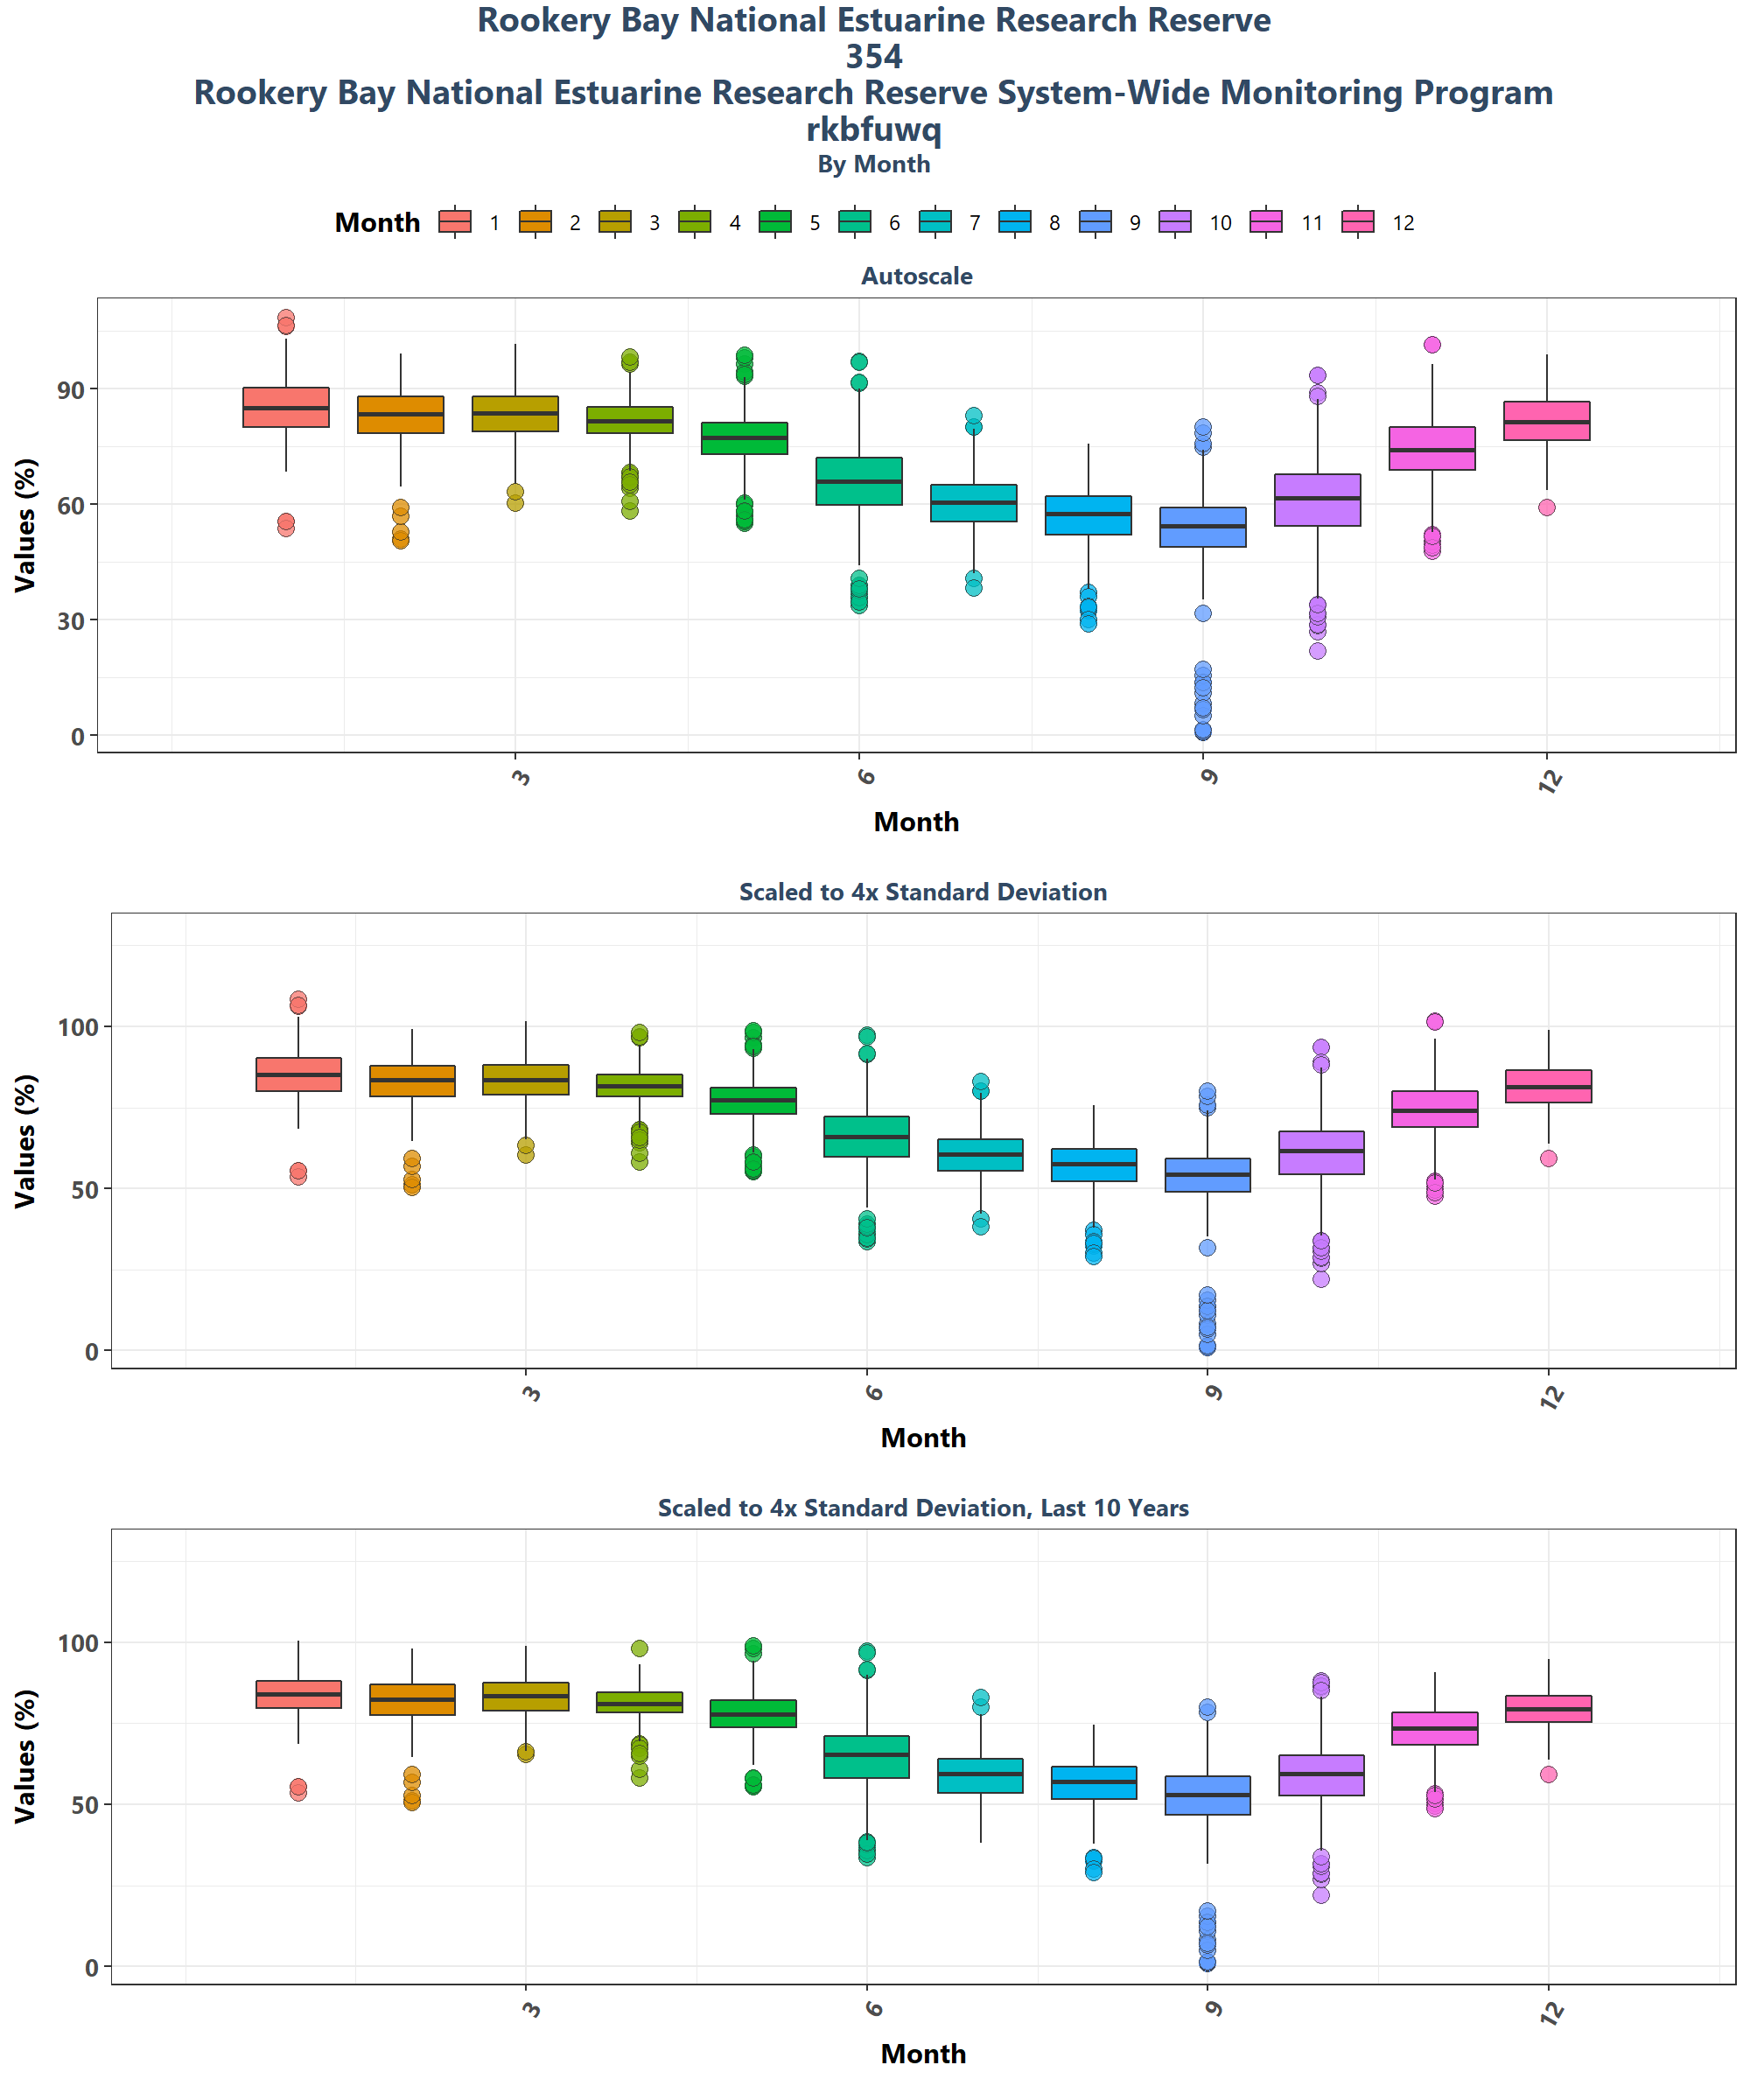 Rookery Bay National Estuarine Research Reserve
354
Rookery Bay National Estuarine Research Reserve System-Wide Monitoring Program
rkbfuwq
By Month
Month 1 2 3 4 5 6 7 8 9 10 11 12
Autoscale
Values (%)
90
60
30
0
3 6 9 12
Month
Scaled to 4x Standard Deviation
Values (%)
100
50
0
3 6 9 12
Month
Scaled to 4x Standard Deviation, Last 10 Years
Values (%)
100
50
0
3 6 9 12
Month